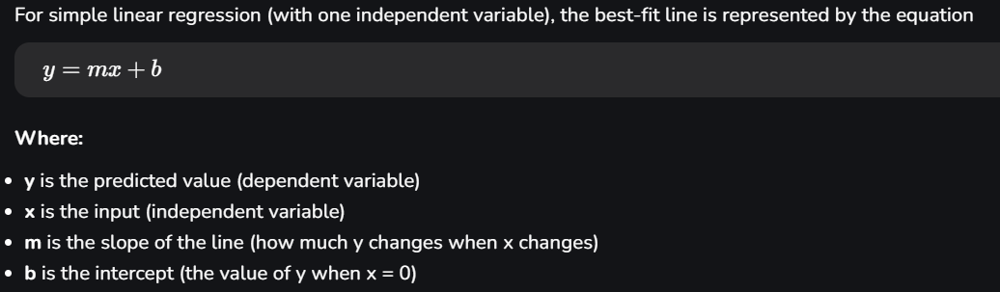 For simple linear regression (with one independent variable), the best-fit line is represented by the equation
y = mx + b
Where:
• y is the predicted value (dependent variable)
• x is the input (independent variable)
• m is the slope of the line (how much y changes when x changes)
• b is the intercept (the value of y when x = 0)